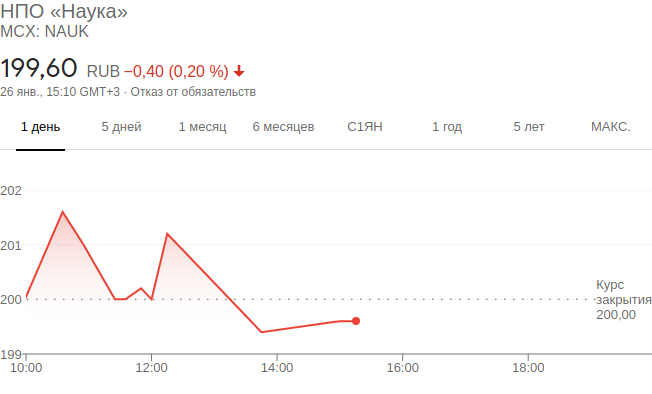 НПО «Наука»
MCX: NAUK
199,60 RUB −0,40 (0,20 %)
26 янв., 15:10 GMT+3 · Отказ от обязательств
1 день 5 дней 1 месяц 6 месяцев С1ЯН 1 год 5 лет МАКС.
202
201
200
199
Курс
закрытия
200,00
10:00 12:00 14:00 16:00 18:00